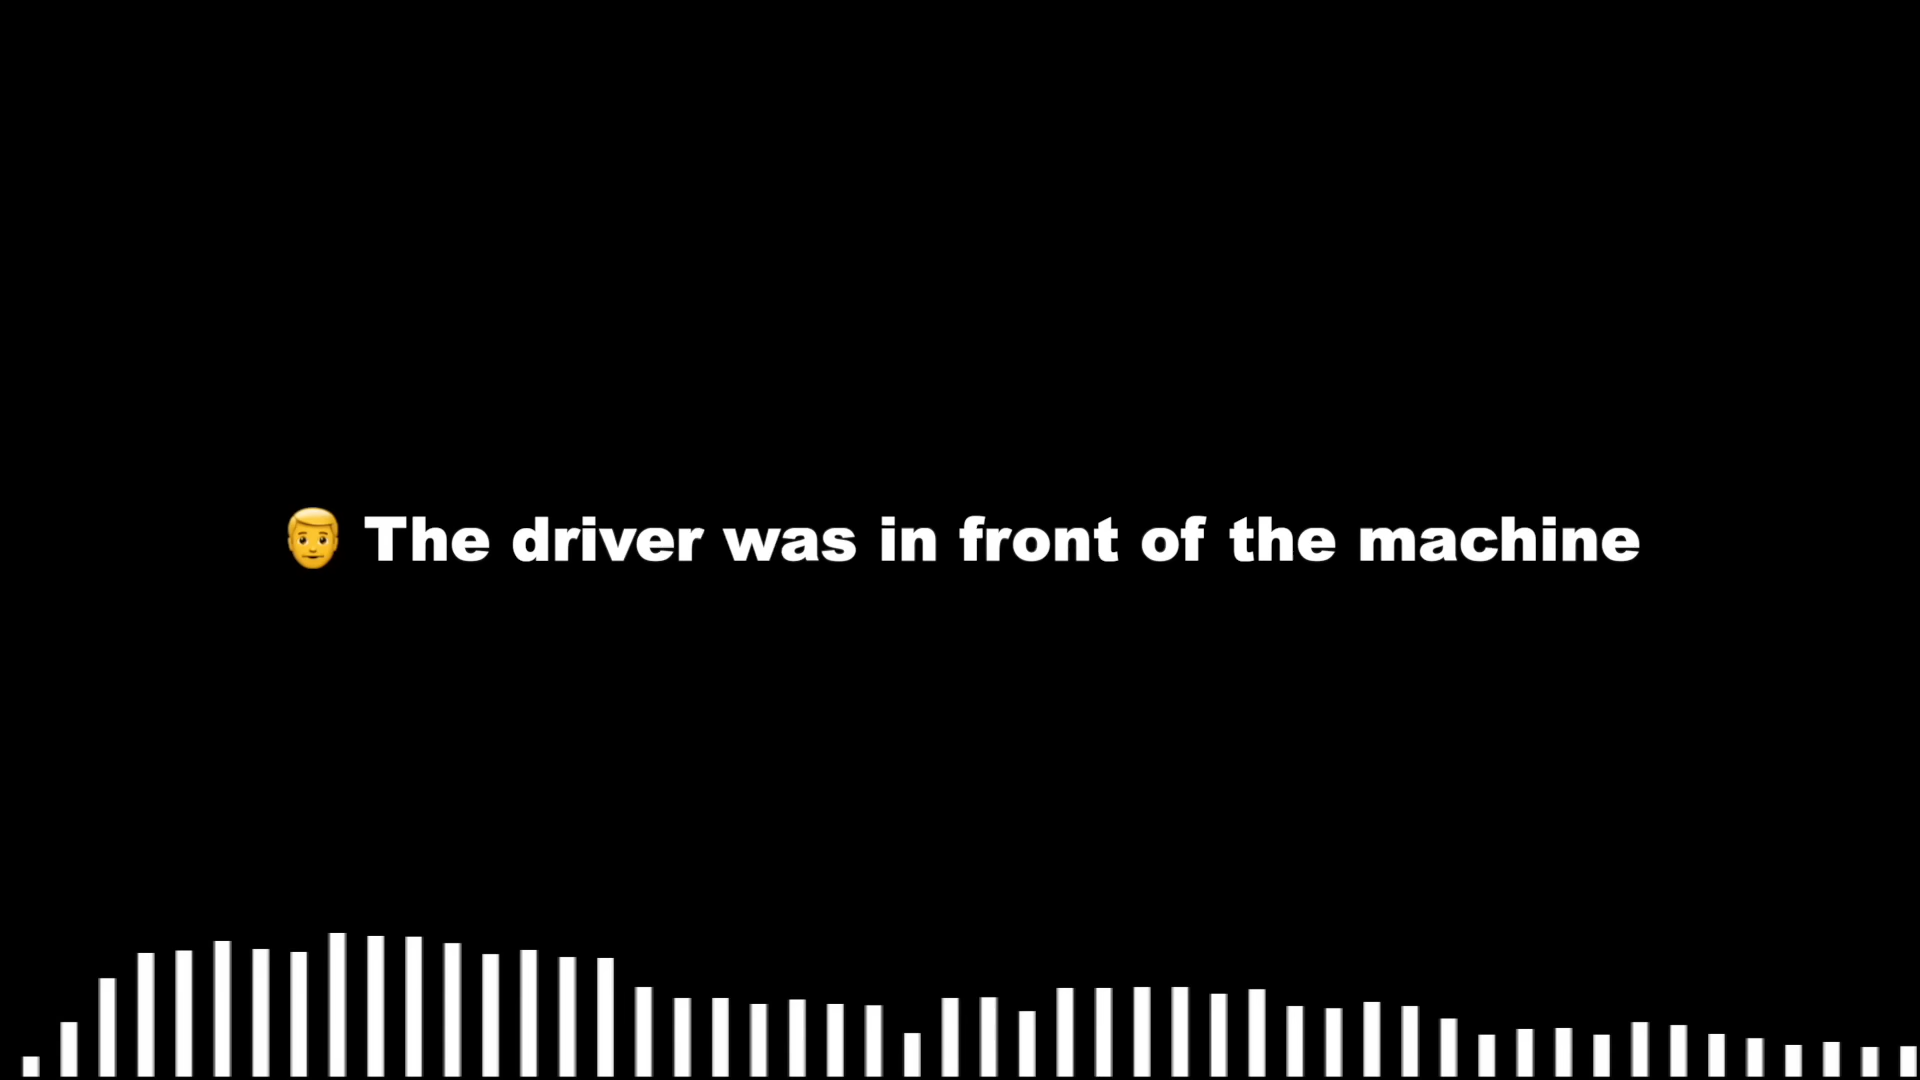 👨 The driver was in front of the machine